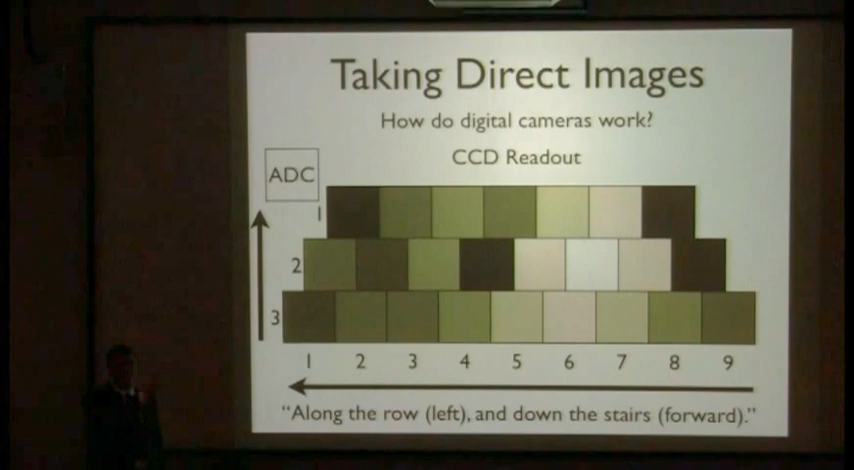 Taking Direct Images
How do digital cameras work?
CCD Readout
ADC
1
2
3
1 2 3 4 5 6 7 8 9
“Along the row (left), and down the stairs (forward).”